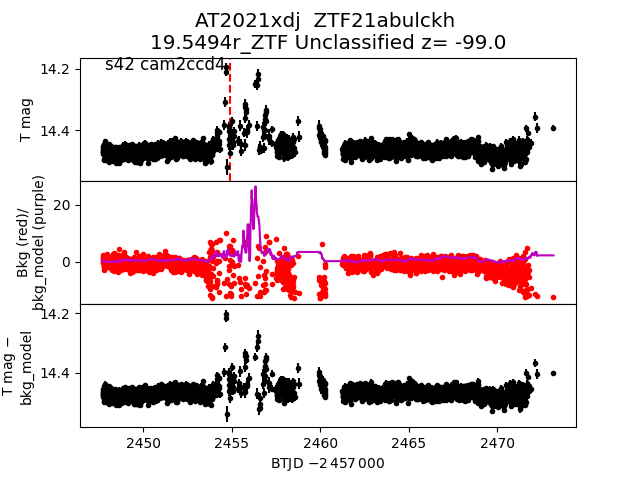 AT2021xdj  ZTF21abulckh
19.5494r_ZTF Unclassified z= -99.0
s42 cam2ccd4
14.2
14.4
T mag
20
0
Bkg (red)/
bkg_model (purple)
14.2
14.4
T mag −
bkg_model
2450
2455
2460
2465
2470
BTJD −2 457 000